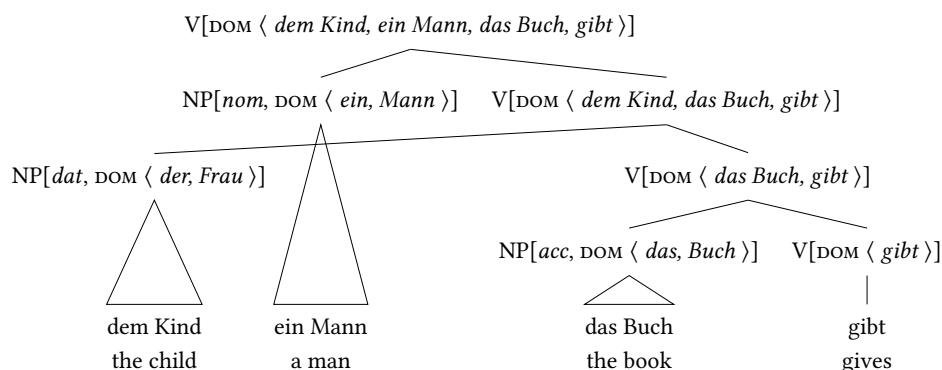 V[DOM ⟨ dem Kind, ein Mann, das Buch, gibt ⟩]
NP[nom, DOM ⟨ ein, Mann ⟩] V[DOM ⟨ dem Kind, das Buch, gibt ⟩]
NP[dat, DOM ⟨ der, Frau ⟩] V[DOM ⟨ das Buch, gibt ⟩]
NP[acc, DOM ⟨ das, Buch ⟩] V[DOM ⟨ gibt ⟩]
dem Kind ein Mann das Buch gibt
the child a man the book gives